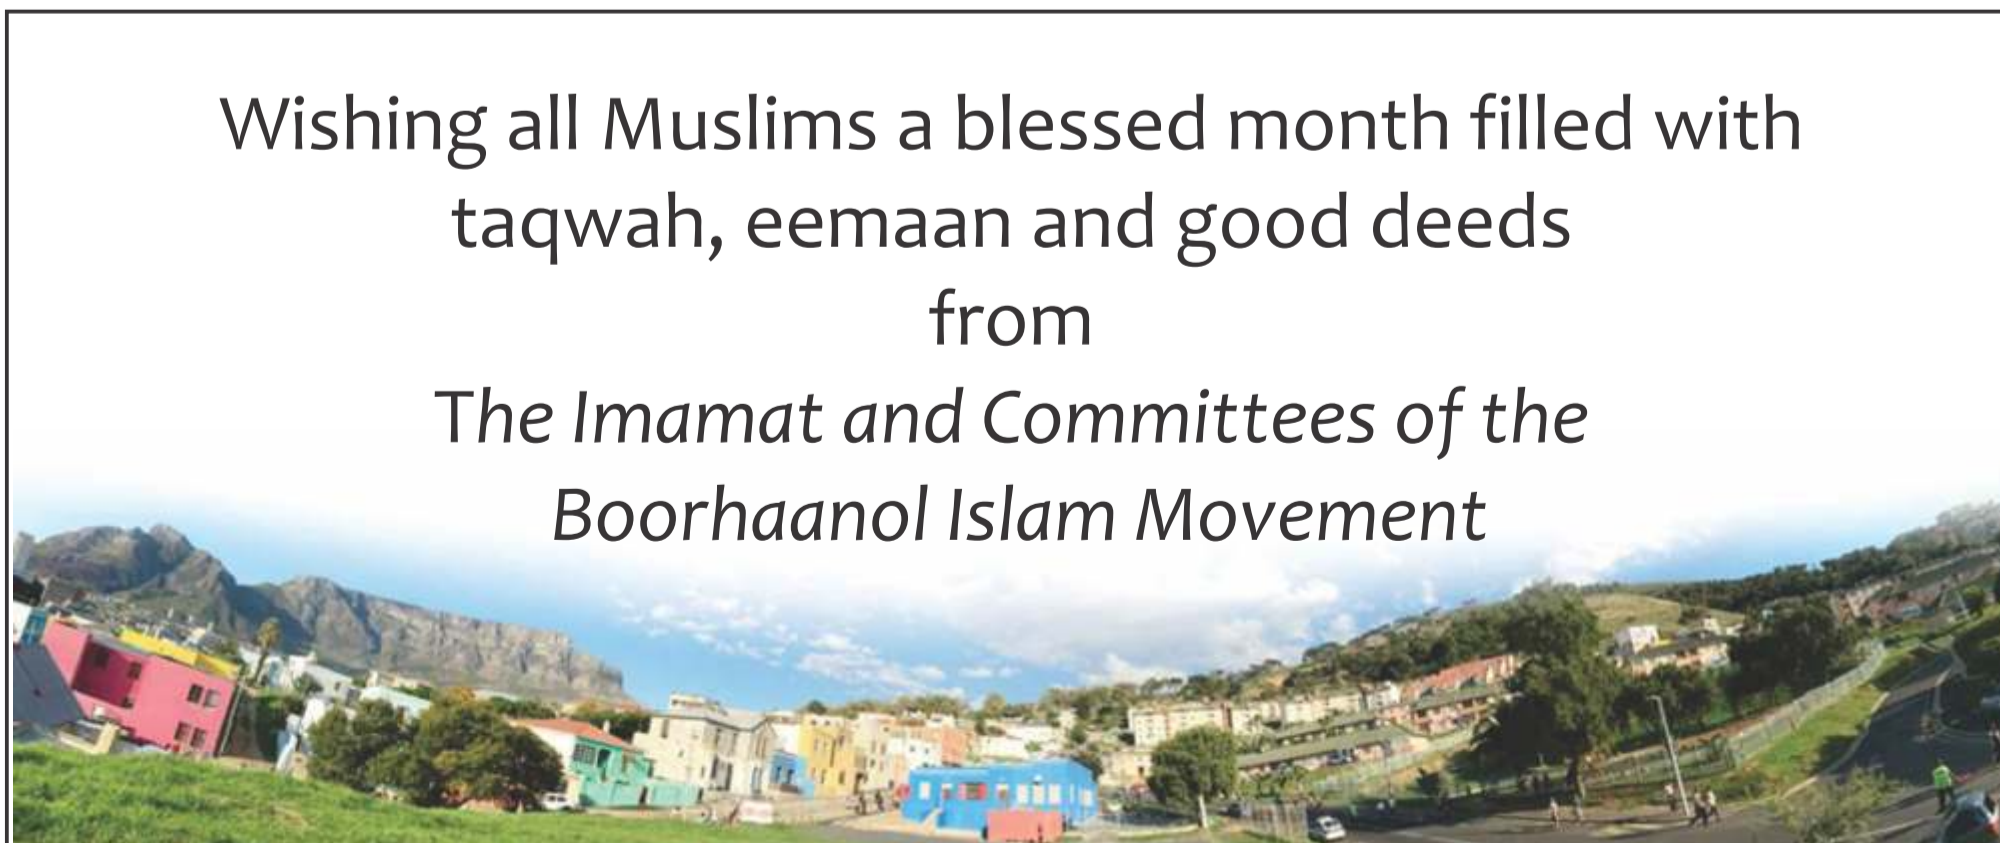 Wishing all Muslims a blessed month filled with
taqwah, eemaan and good deeds
from
The Imamat and Committees of the
Boorhaanol Islam Movement